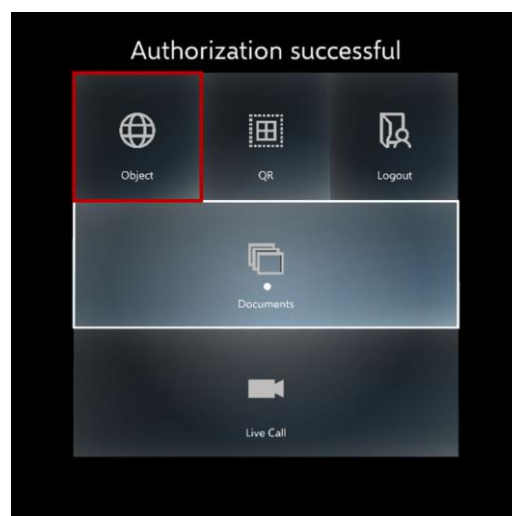 Authorization successful
Object
QR
Logout
Documents
Live Call